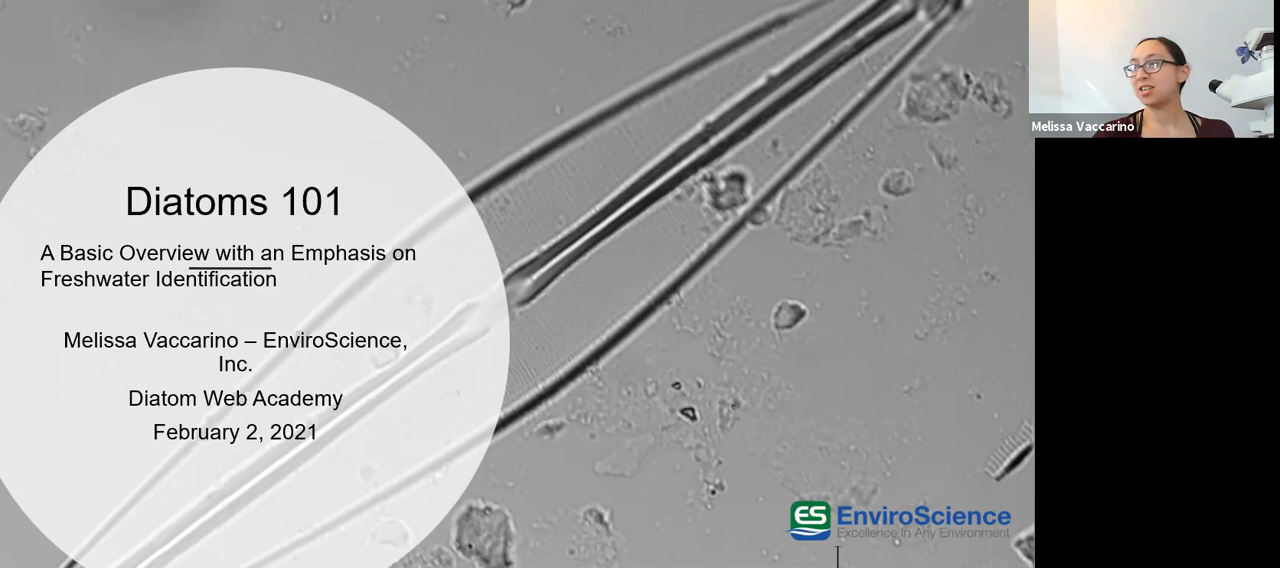 Diatoms 101
A Basic Overview with an Emphasis on
Freshwater Identification
Melissa Vaccarino – EnviroScience,
Inc.
Diatom Web Academy
February 2, 2021
Melissa Vaccarino
ES EnviroScience
Excellence In Any Environment